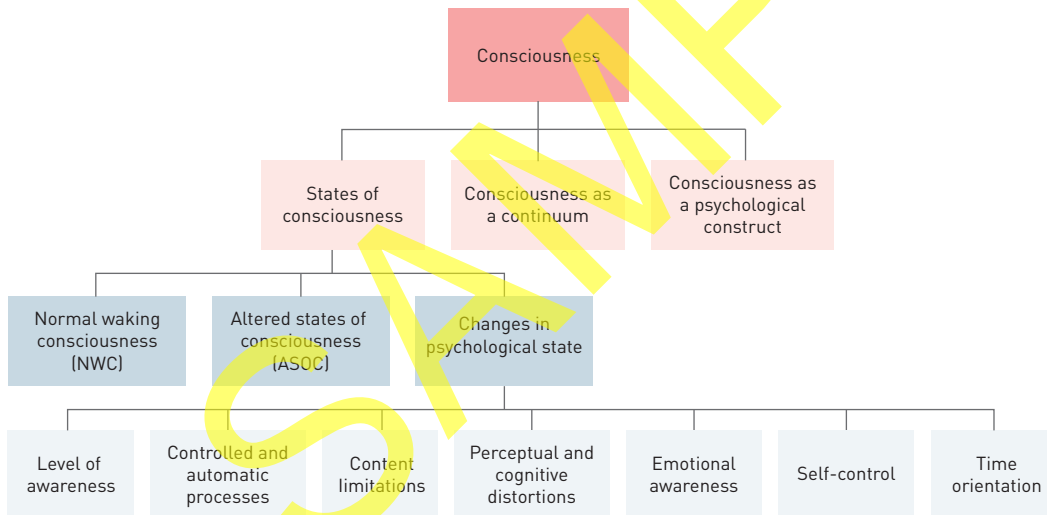 Consciousness
States of
consciousness
Consciousness as
a continuum
Consciousness as
a psychological
construct
Normal waking
consciousness
(NWC)
Altered states of
consciousness
(ASOC)
Changes in
psychological state
Level of
awareness
Controlled and
automatic
processes
Content
limitations
Perceptual and
cognitive
distortions
Emotional
awareness
Self-control
Time
orientation